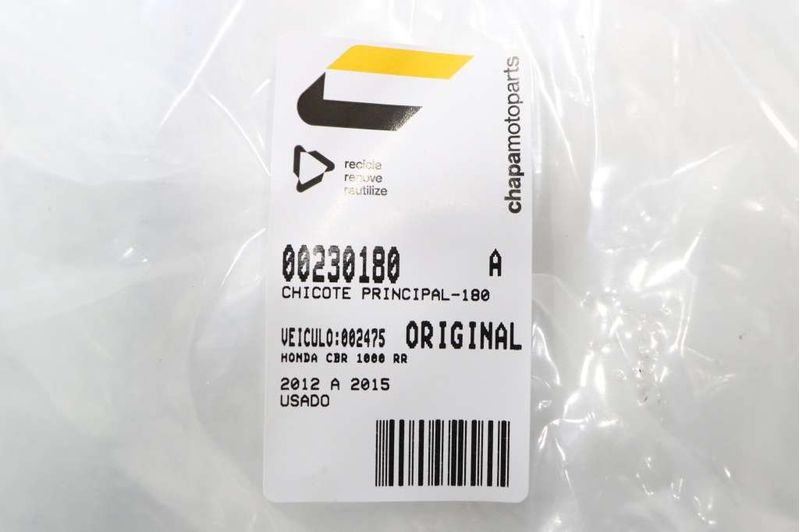 chapamotoparts
recicle
renove
reutilize
00230180 A
CHICOTE PRINCIPAL-180
VEICULO:002475 ORIGINAL
HONDA CBR 1000 RR
2012 A 2015
USADO